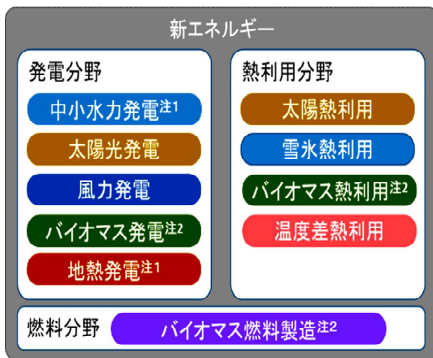 新エネルギー
発電分野
中小水力発電注1
太陽光発電
風力発電
バイオマス発電注2
地熱発電注1
熱利用分野
太陽熱利用
雪氷熱利用
バイオマス熱利用注2
温度差熱利用
燃料分野
バイオマス燃料製造注2